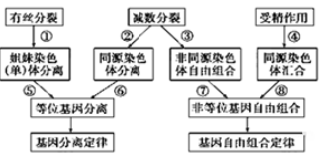 有丝分裂 减数分裂 受精作用
① ② ③ ④
姐妹染色(单)体分离 同源染色体分离 非同源染色体自由组合 同源染色体汇合
⑤ ⑥ ⑦ ⑧
等位基因分离 非等位基因自由组合
基因分离定律 基因自由组合定律